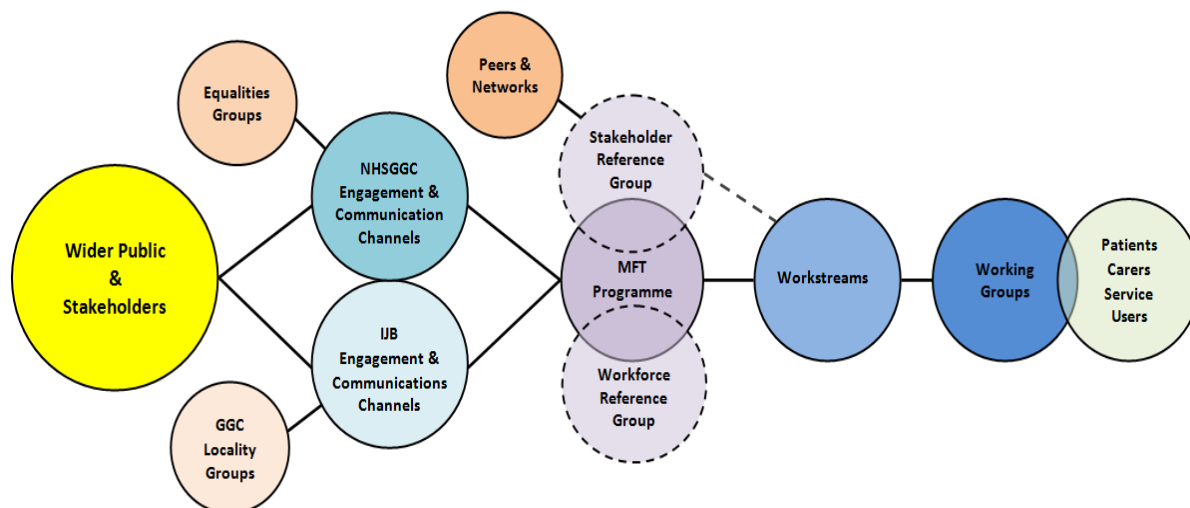 Equalities
Groups
Peers &
Networks
NHSGGC
Engagement &
Communication
Channels
Stakeholder
Reference
Group
Wider Public
&
Stakeholders
MFT
Programme
Workstreams
Working
Groups
Patients
Carers
Service
Users
IJB
Engagement &
Communications
Channels
Workforce
Reference
Group
GGC
Locality
Groups